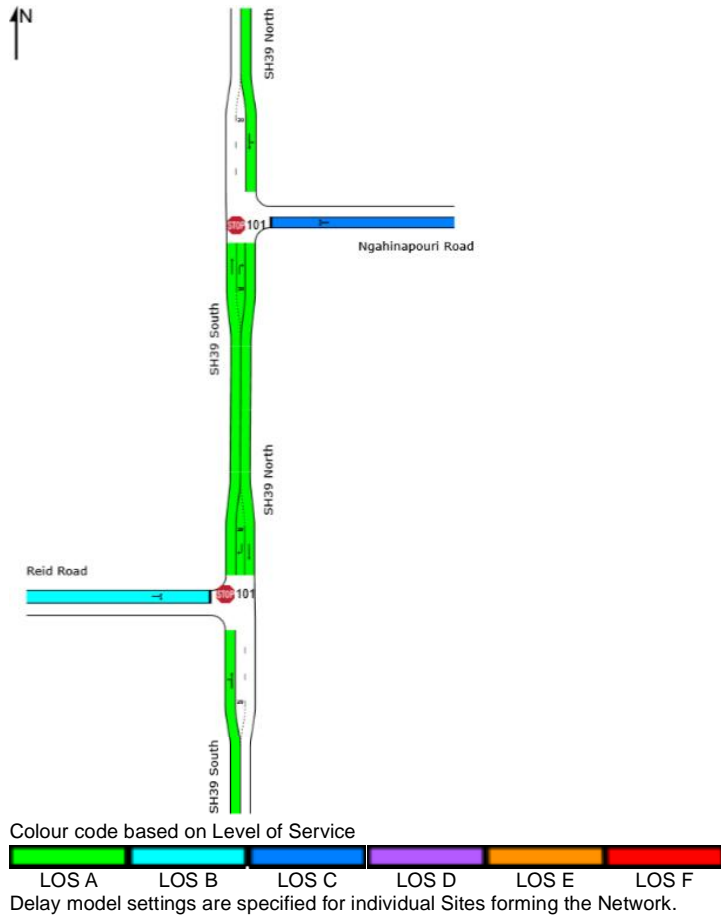 N
SH39 North
STOP 101
Ngahinapouri Road
SH39 South
SH39 North
Reid Road
STOP 101
SH39 South
Colour code based on Level of Service
LOS A LOS B LOS C LOS D LOS E LOS F
Delay model settings are specified for individual Sites forming the Network.